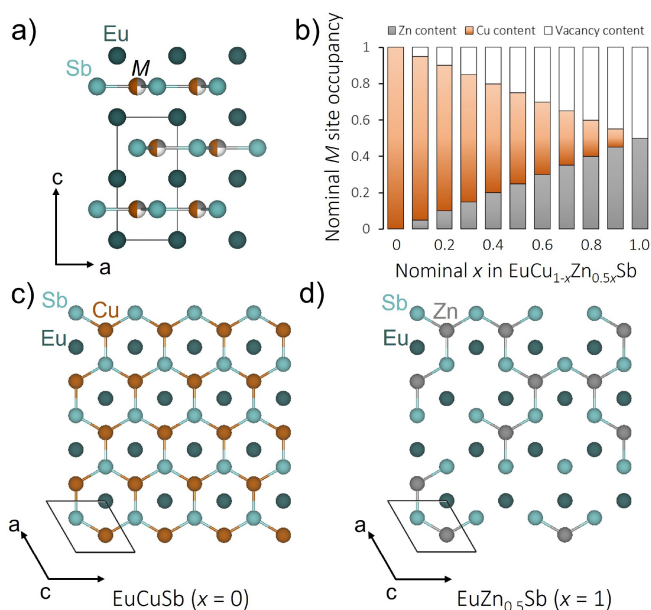 a)
Eu
Sb
M
c
a
b)
Zn content
Cu content
Vacancy content
Nominal M site occupancy
1
0.8
0.6
0.4
0.2
0
0
0.2
0.4
0.6
0.8
1.0
Nominal x in EuCu1-xZn0.5xSb
c)
Sb
Cu
Eu
a
c
EuCuSb (x = 0)
d)
Sb
Zn
Eu
a
c
EuZn0.5Sb (x = 1)